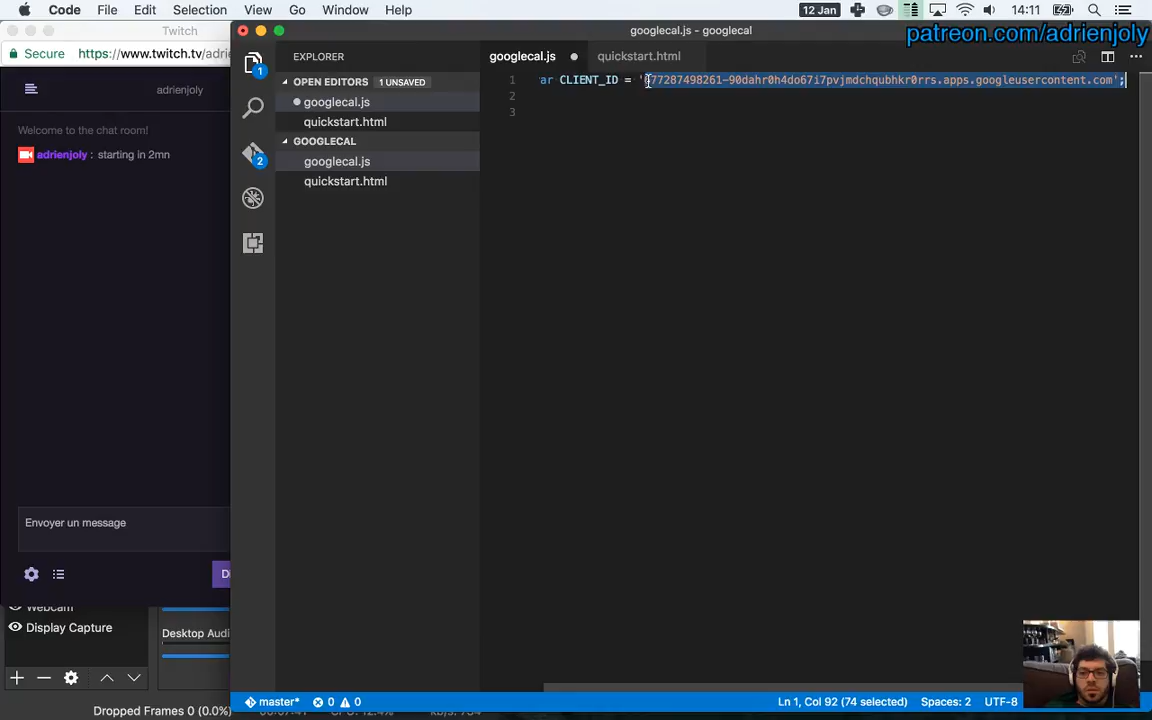 Code File Edit Selection View Go Window Help
12 Jan
14:11
patreon.com/adrienjoly
Twitch
Secure https://www.twitch.tv/adrie
adrienjoly
Welcome to the chat room!
adrienjoly : starting in 2mn
Envoyer un message
Display Capture
Desktop Audi
Dropped Frames 0 (0.0%)
googlecal.js - googlecal
EXPLORER
OPEN EDITORS 1 UNSAVED
googlecal.js
quickstart.html
GOOGLECAL
googlecal.js
quickstart.html
1
2
googlecal.js quickstart.html
1 ar CLIENT_ID = '
77287498261-90dahr0h4do67i7pvjmdchqubhkr0rrs.apps.googleusercontent.com';
2
3
master* 0 0
Ln 1, Col 92 (74 selected) Spaces: 2 UTF-8